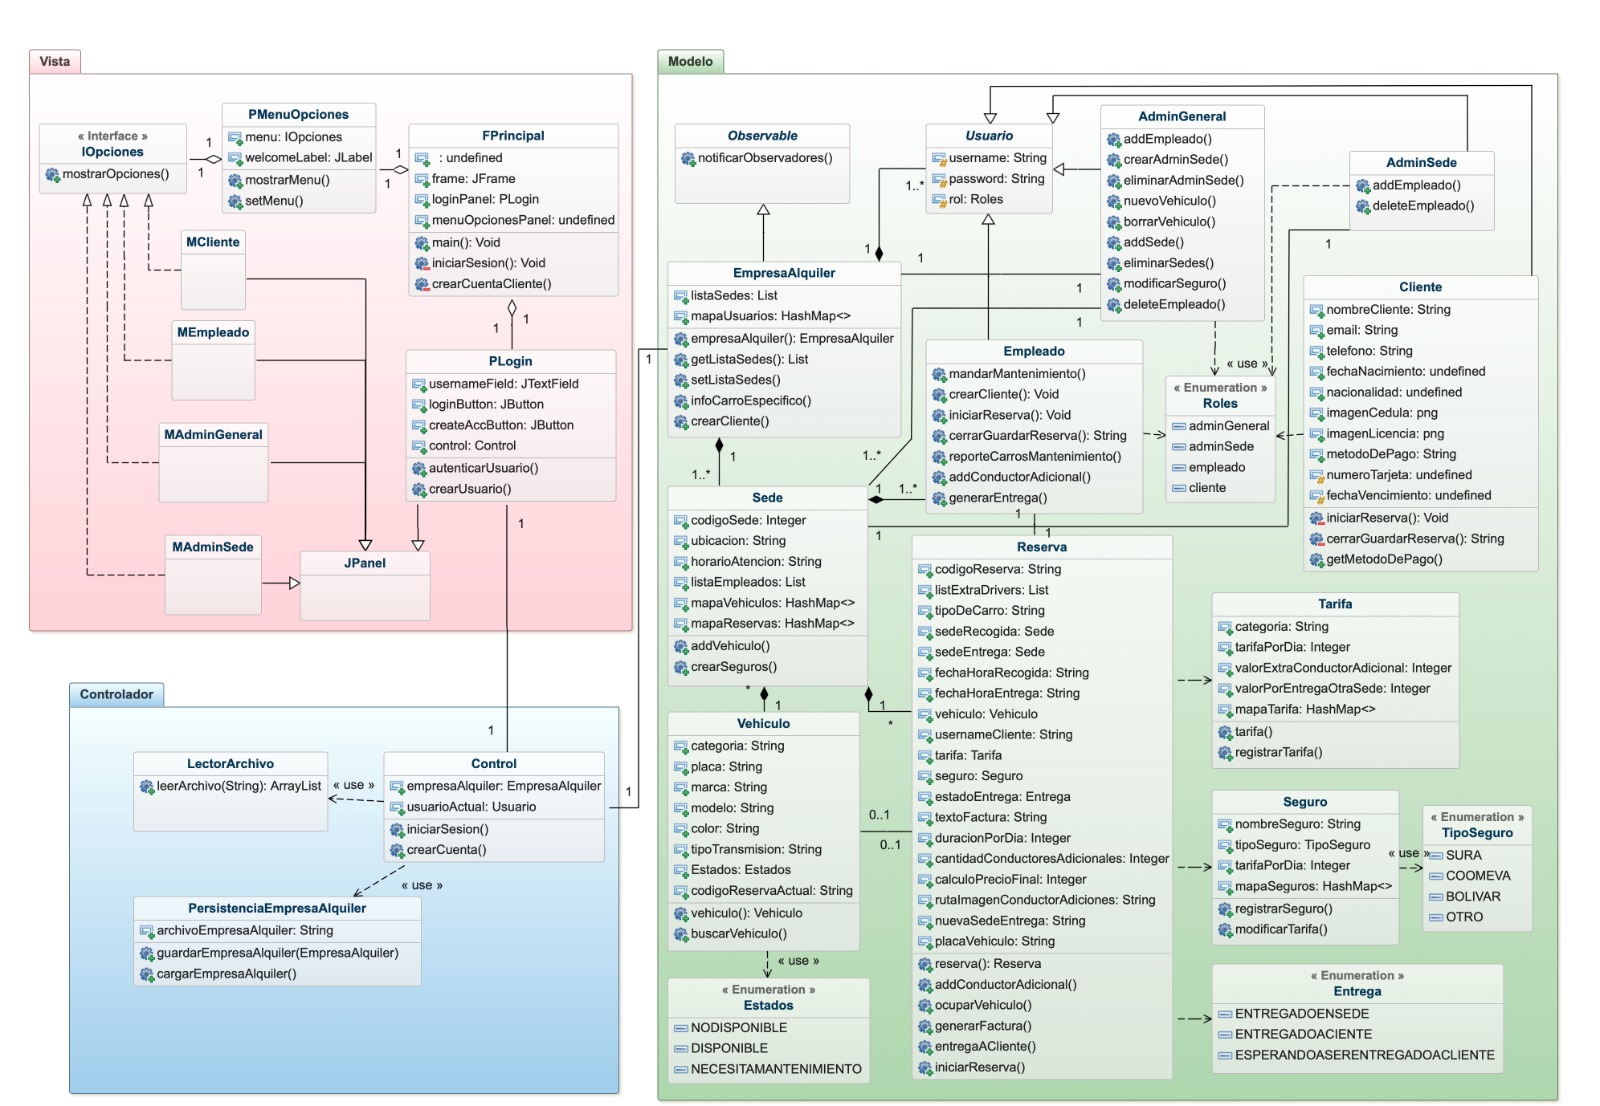 Vista
« Interface »
IOpciones
mostrarOpciones()
1
1
PMenuOpciones
menu: IOpciones
welcomeLabel: JLabel
mostrarMenu()
setMenu()
1
1
FPrincipal
: undefined
frame: JFrame
loginPanel: PLogin
menuOpcionesPanel: undefined
main(): Void
iniciarSesion(): Void
crearCuentaCliente()
1
1
MCliente
MEmpleado
MAdminGeneral
MAdminSede
PLogin
usernameField: JTextField
loginButton: JButton
createAccButton: JButton
control: Control
autenticarUsuario()
crearUsuario()
1
JPanel
Controlador
1
LectorArchivo
leerArchivo(String): ArrayList
« use »
Control
empresaAlquiler: EmpresaAlquiler
usuarioActual: Usuario
iniciarSesion()
crearCuenta()
1
1
« use »
PersistenciaEmpresaAlquiler
archivoEmpresaAlquiler: String
guardarEmpresaAlquiler(EmpresaAlquiler)
cargarEmpresaAlquiler()
Modelo
Observable
notificarObservadores()
Usuario
username: String
password: String
rol: Roles
1..*
1
AdminGeneral
addEmpleado()
crearAdminSede()
eliminarAdminSede()
nuevoVehiculo()
borrarVehiculo()
addSede()
eliminarSedes()
modificarSeguro()
deleteEmpleado()
1
1
1
AdminSede
addEmpleado()
deleteEmpleado()
1
EmpresaAlquiler
listaSedes: List
mapaUsuarios: HashMap<>
empresaAlquiler(): EmpresaAlquiler
getListaSedes(): List
setListaSedes()
infoCarroEspecifico()
crearCliente()
1
1..*
Empleado
mandarMantenimiento()
crearCliente(): Void
iniciarReserva(): Void
cerrarGuardarReserva(): String
reporteCarrosMantenimiento()
addConductorAdicional()
generarEntrega()
1..*
1
1..*
1
1
1
« use »
« Enumeration »
Roles
adminGeneral
adminSede
empleado
cliente
Cliente
nombreCliente: String
email: String
telefono: String
fechaNacimiento: undefined
nacionalidad: undefined
imagenCedula: png
imagenLicencia: png
metodoDePago: String
numeroTarjeta: undefined
fechaVencimiento: undefined
iniciarReserva(): Void
cerrarGuardarReserva(): String
getMetodoDePago()
Sede
codigoSede: Integer
ubicacion: String
horarioAtencion: String
listaEmpleados: List
mapaVehiculos: HashMap<>
mapaReservas: HashMap<>
addVehiculo()
crearSeguros()
*
1
1
*
Vehiculo
categoria: String
placa: String
marca: String
modelo: String
color: String
tipoTransmision: String
Estados: Estados
codigoReservaActual: String
vehiculo(): Vehiculo
buscarVehiculo()
0..1
0..1
« use »
« Enumeration »
Estados
NODISPONIBLE
DISPONIBLE
NECESITAMANTENIMIENTO
Reserva
codigoReserva: String
listExtraDrivers: List
tipoDeCarro: String
sedeRecogida: Sede
sedeEntrega: Sede
fechaHoraRecogida: String
fechaHoraEntrega: String
vehiculo: Vehiculo
usernameCliente: String
tarifa: Tarifa
seguro: Seguro
estadoEntrega: Entrega
textoFactura: String
duracionPorDia: Integer
cantidadConductoresAdicionales: Integer
calculoPrecioFinal: Integer
rutaImagenConductorAdiciones: String
nuevaSedeEntrega: String
placaVehiculo: String
reserva(): Reserva
addConductorAdicional()
ocuparVehiculo()
generarFactura()
entregaACliente()
iniciarReserva()
Tarifa
categoria: String
tarifaPorDia: Integer
valorExtraConductorAdicional: Integer
valorPorEntregaOtraSede: Integer
mapaTarifa: HashMap<>
tarifa()
registrarTarifa()
Seguro
nombreSeguro: String
tipoSeguro: TipoSeguro
tarifaPorDia: Integer
mapaSeguros: HashMap<>
registrarSeguro()
modificarTarifa()
« use »
« Enumeration »
TipoSeguro
SURA
COOMEVA
BOLIVAR
OTRO
« Enumeration »
Entrega
ENTREGADOENSEDE
ENTREGADOACIENTE
ESPERANDOASERENTREGADOACLIENTE